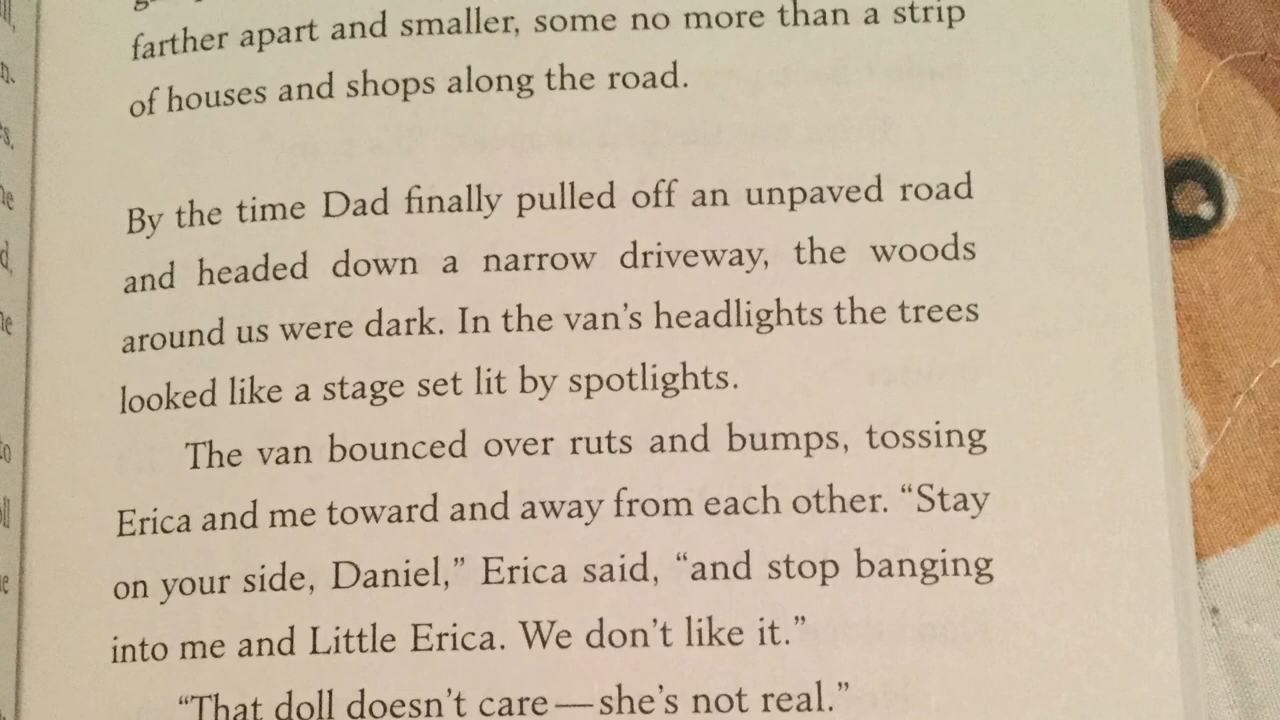 farther apart and smaller, some no more than a strip
of houses and shops along the road.
By the time Dad finally pulled off an unpaved road
and headed down a narrow driveway, the woods
around us were dark. In the van’s headlights the trees
looked like a stage set lit by spotlights.
The van bounced over ruts and bumps, tossing
Erica and me toward and away from each other. “Stay
on your side, Daniel,” Erica said, “and stop banging
into me and Little Erica. We don’t like it.”
“That doll doesn’t care—she’s not real.”